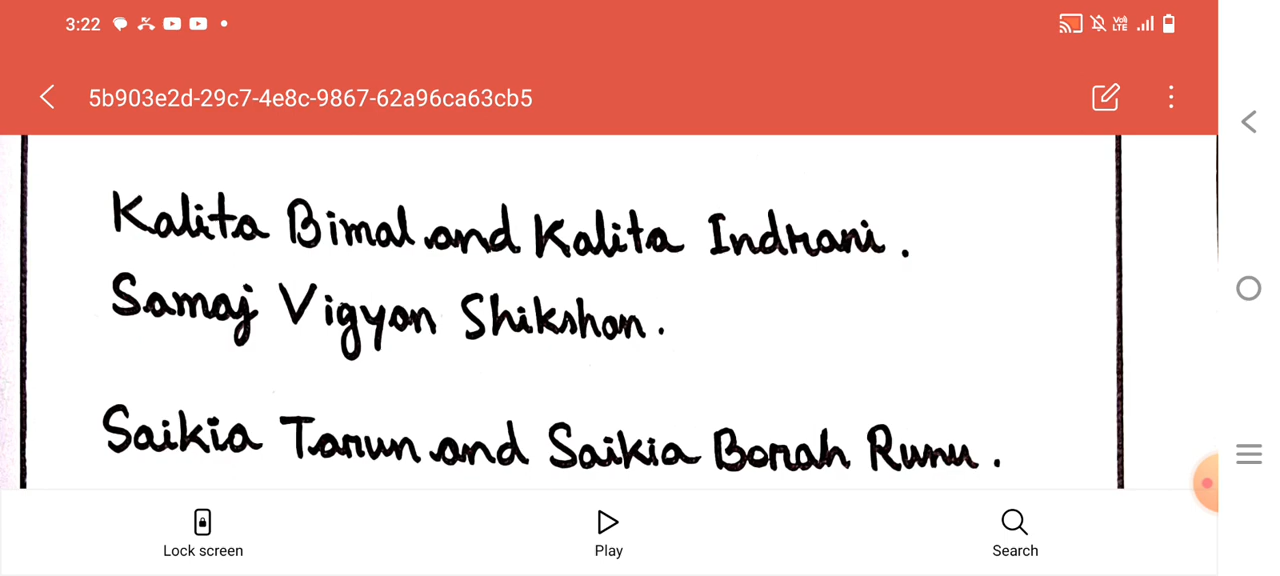 3:22
5b903e2d-29c7-4e8c-9867-62a96ca63cb5
Kalita Bimal and Kalita Indrani.
Samaj Vigyan Shikshan.
Saikia Tarun and Saikia Borah Runu.
Lock screen
Play
Search